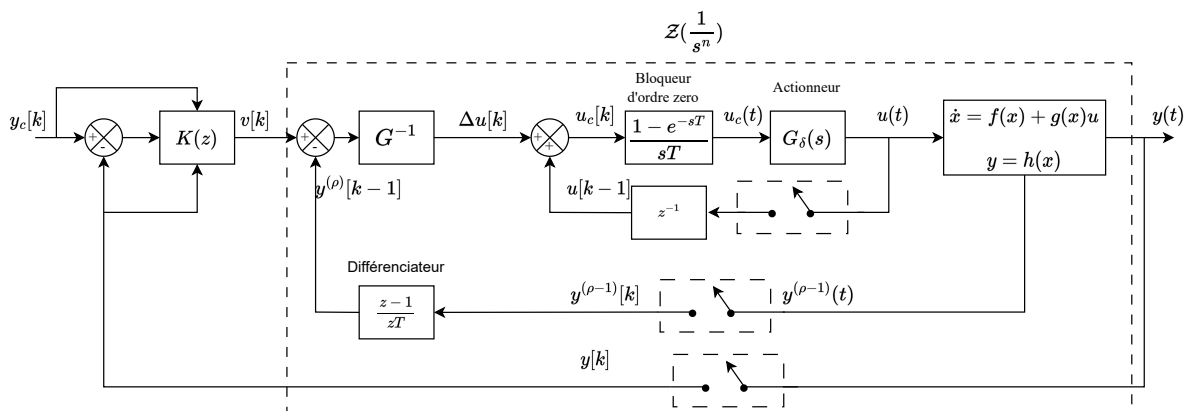 𝒵(1/sⁿ)
Bloqueur
d'ordre zero
Actionneur
y_c[k]
+
-
K(z)
v[k]
+
-
G⁻¹
Δu[k]
+
+
u_c[k]
1 − e^{−sT}
sT
u_c(t)
G_δ(s)
u(t)
ẋ = f(x) + g(x)u
y = h(x)
y(t)
y^{(ρ)}[k − 1]
u[k − 1]
z⁻¹
Différenciateur
z − 1
zT
y^{(ρ−1)}[k]
y^{(ρ−1)}(t)
y[k]